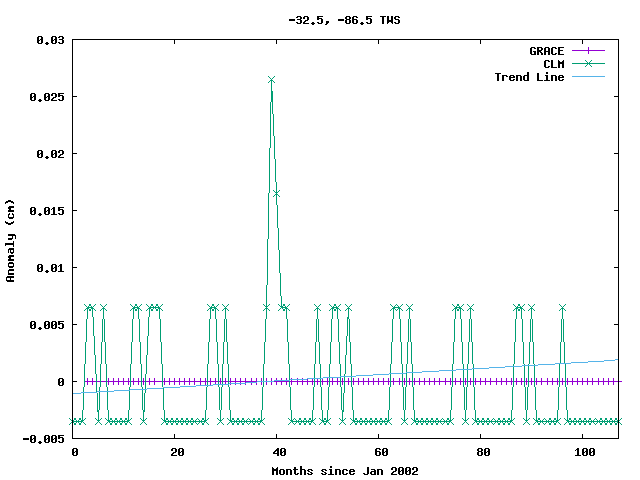 -32.5, -86.5 TWS
GRACE
CLM
Trend Line
0.03
0.025
0.02
0.015
0.01
0.005
0
-0.005
Anomaly (cm)
0 20 40 60 80 100
Months since Jan 2002